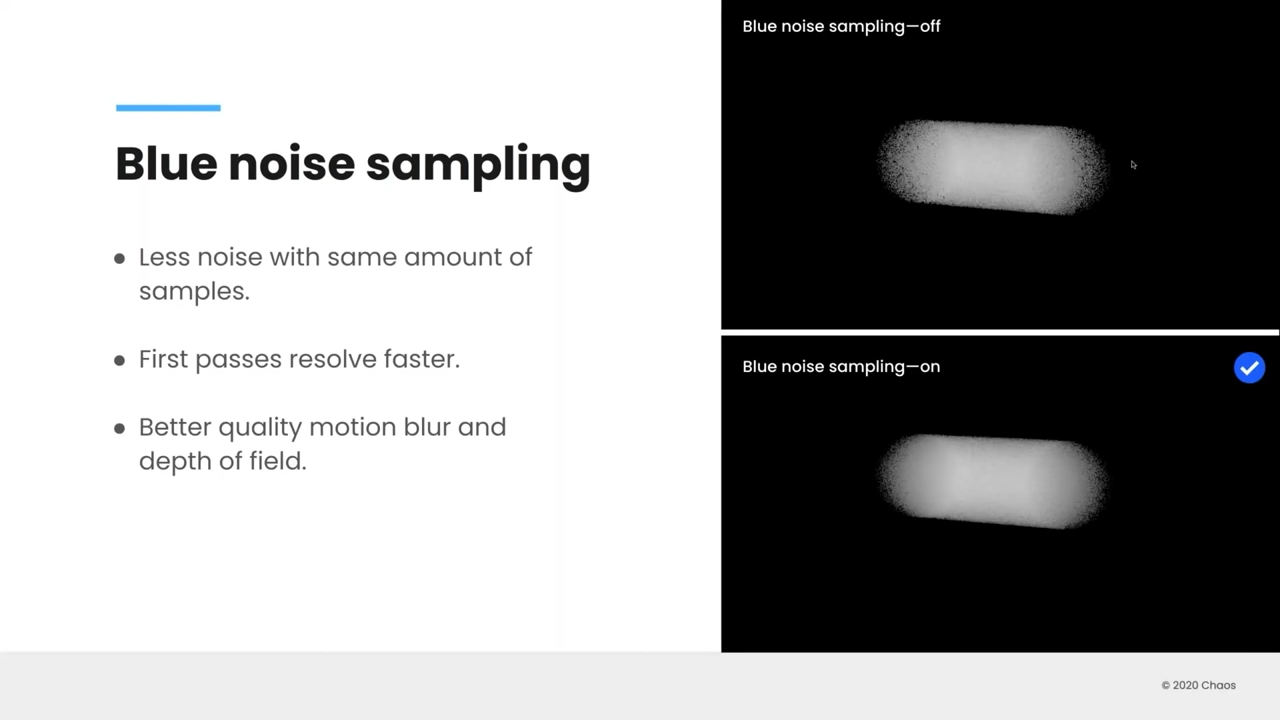 Blue noise sampling
● Less noise with same amount of
samples.
● First passes resolve faster.
● Better quality motion blur and
depth of field.
Blue noise sampling—off
Blue noise sampling—on
© 2020 Chaos